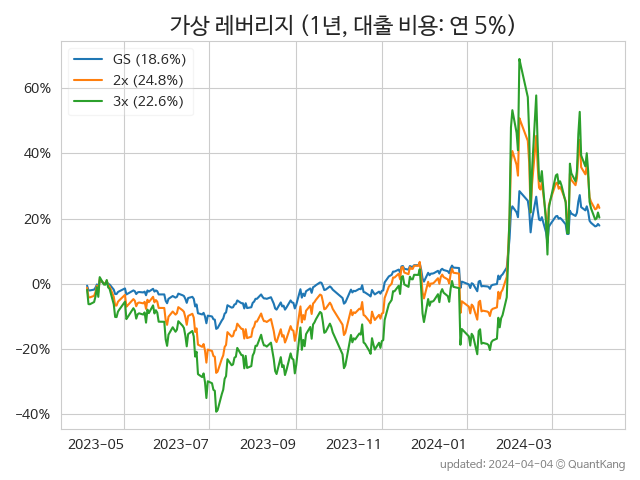 가상 레버리지 (1년, 대출 비용: 연 5%)
GS (18.6%)
2x (24.8%)
3x (22.6%)
60%
40%
20%
0%
−20%
−40%
2023-05 2023-07 2023-09 2023-11 2024-01 2024-03
updated: 2024-04-04 © QuantKang